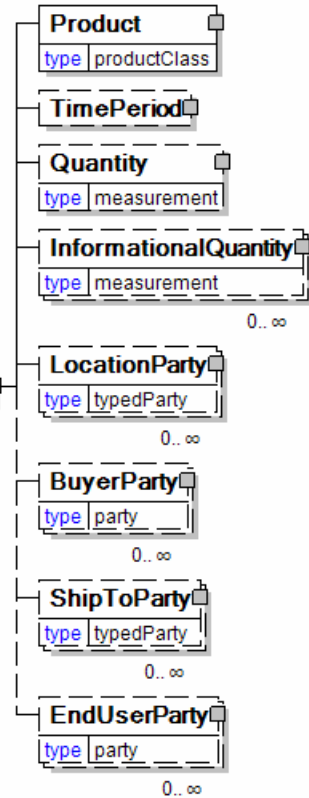 Product
type productClass
TimePeriod
Quantity
type measurement
InformationalQuantity
type measurement
0.. ∞
LocationParty
type typedParty
0.. ∞
BuyerParty
type party
0.. ∞
ShipToParty
type typedParty
0.. ∞
EndUserParty
type party
0.. ∞